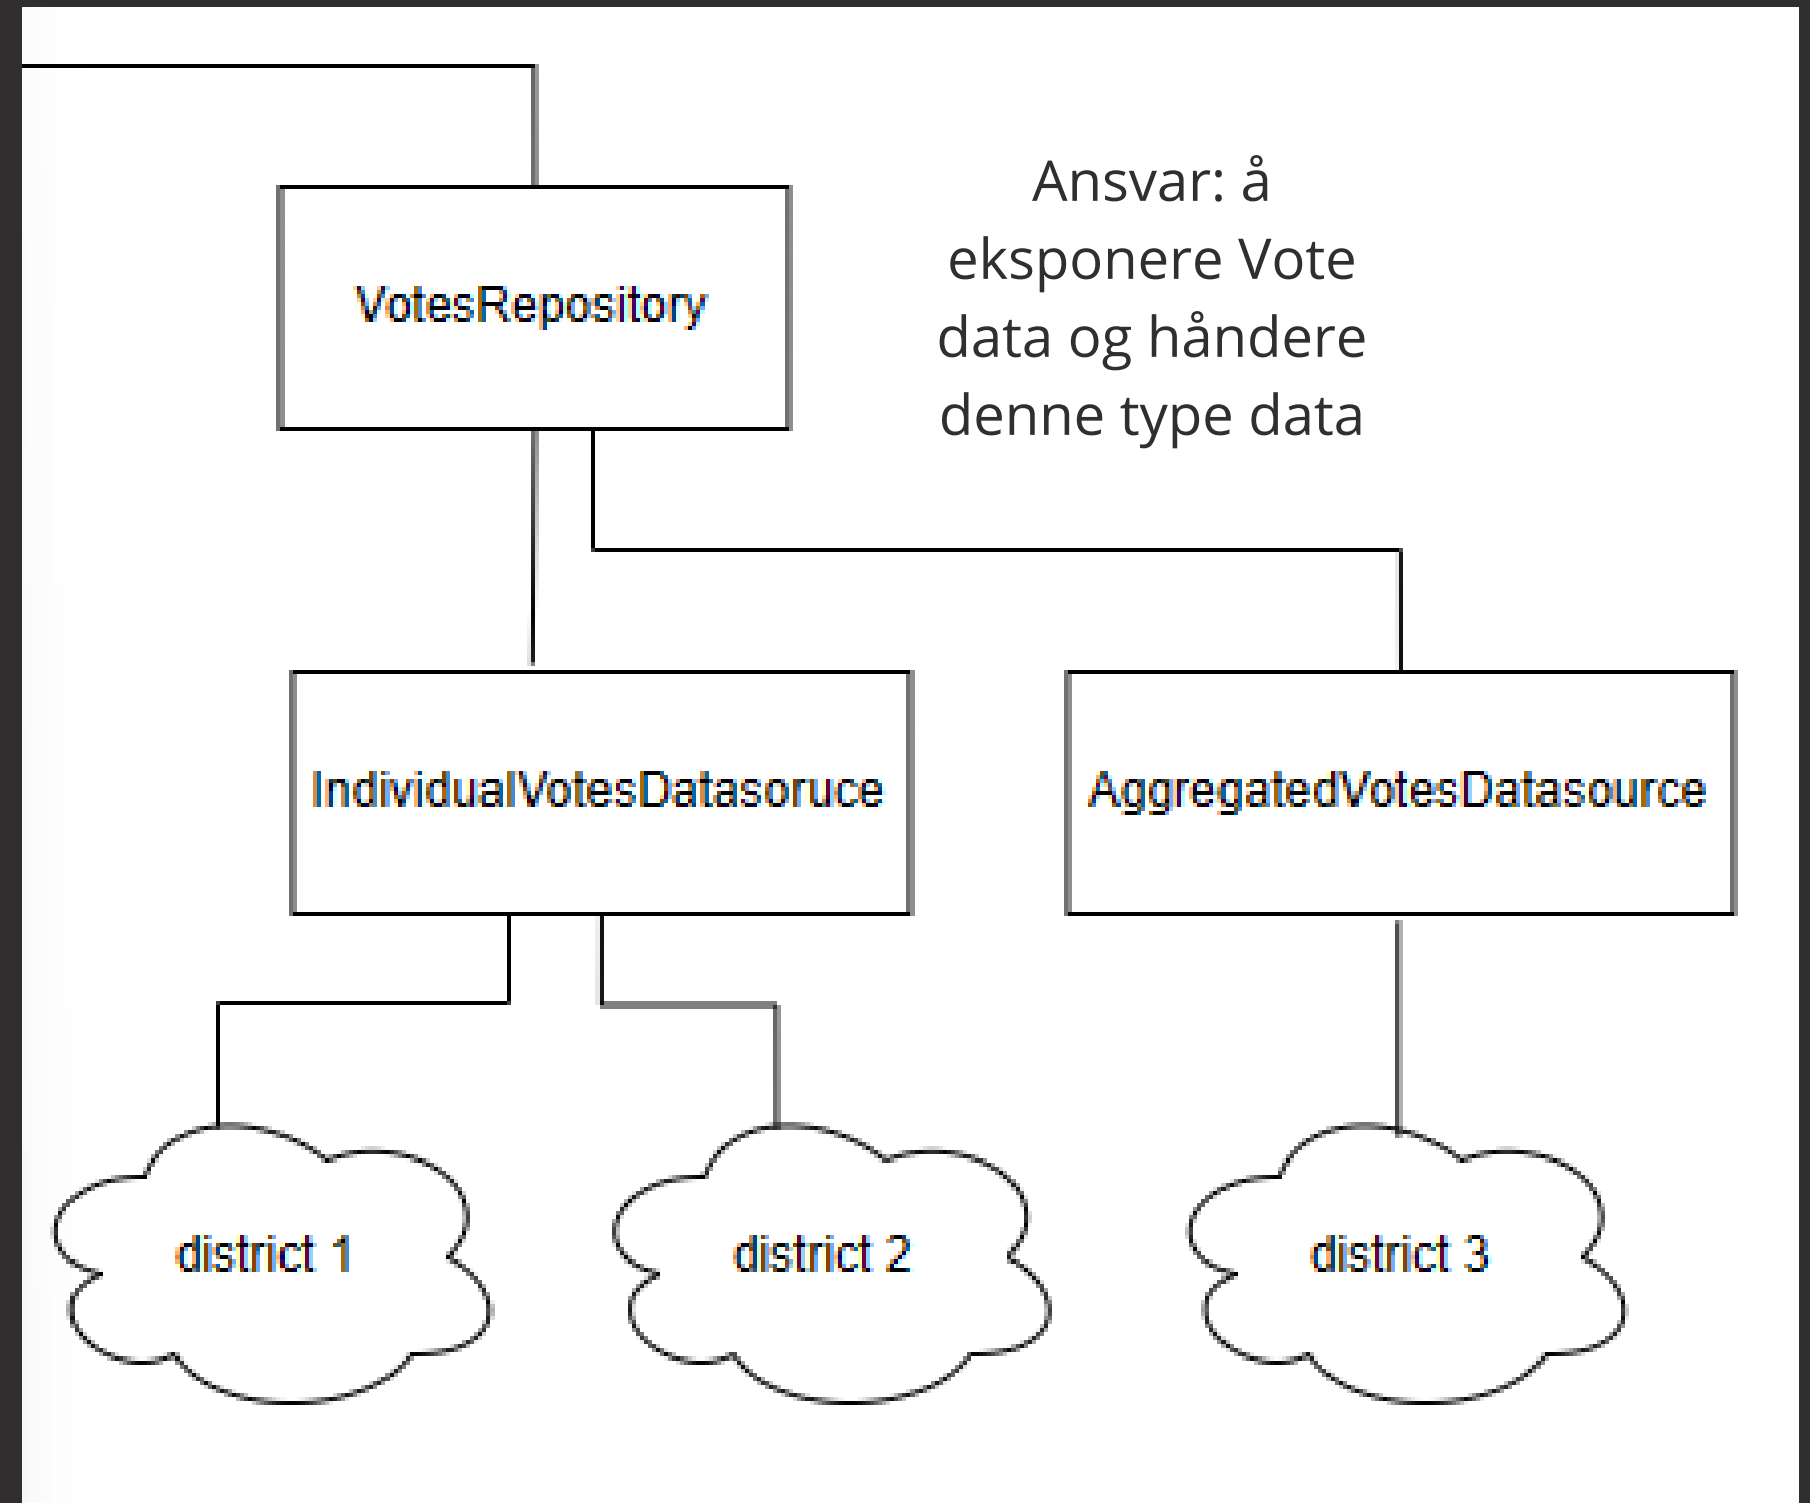 Ansvar: å
eksponere Vote
data og håndere
denne type data
VotesRepository
IndividualVotesDatasoruce
AggregatedVotesDatasource
district 1
district 2
district 3